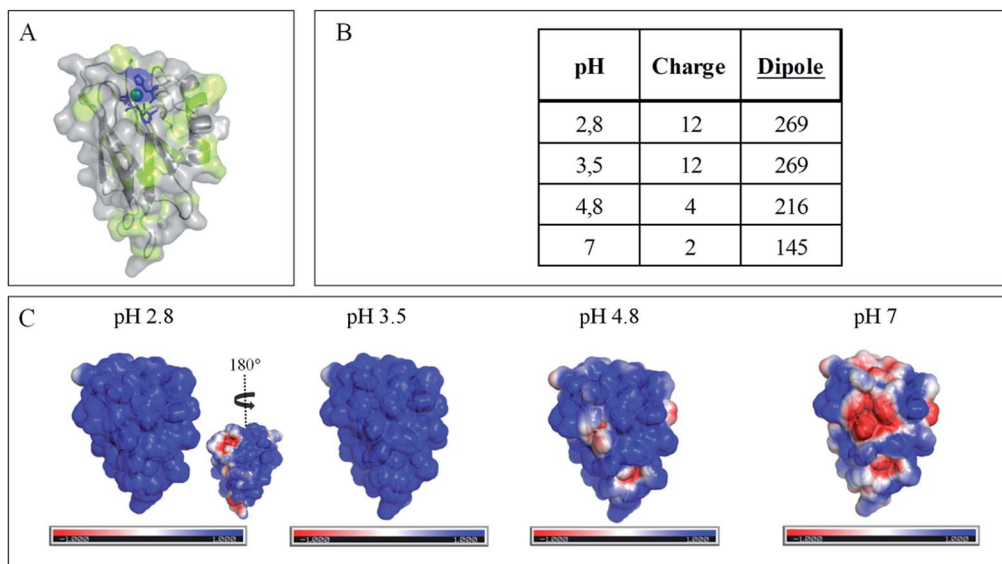 A
B
pH Charge Dipole
2,8 12 269
3,5 12 269
4,8 4 216
7 2 145
C
pH 2.8 pH 3.5 pH 4.8 pH 7
180°
-1.000 1.000 -1.000 1.000 -1.000 1.000 -1.000 1.000